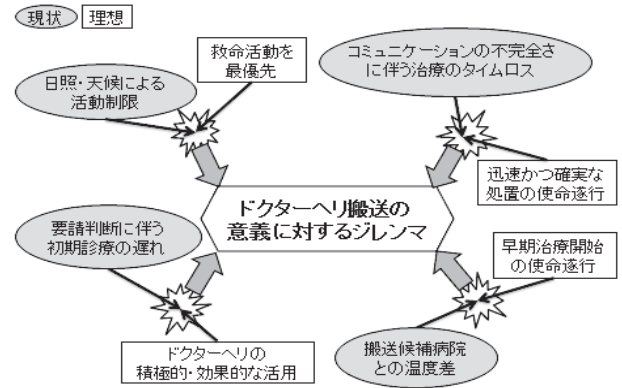 現状 理想
救命活動を
最優先
日照・天候による
活動制限
コミュニケーションの不完全さ
に伴う治療のタイムロス
迅速かつ確実な
処置の使命遂行
ドクターヘリ搬送の
意義に対するジレンマ
要請判断に伴う
初期診療の遅れ
早期治療開始
の使命遂行
ドクターヘリの
積極的・効果的な活用
搬送候補病院
との温度差